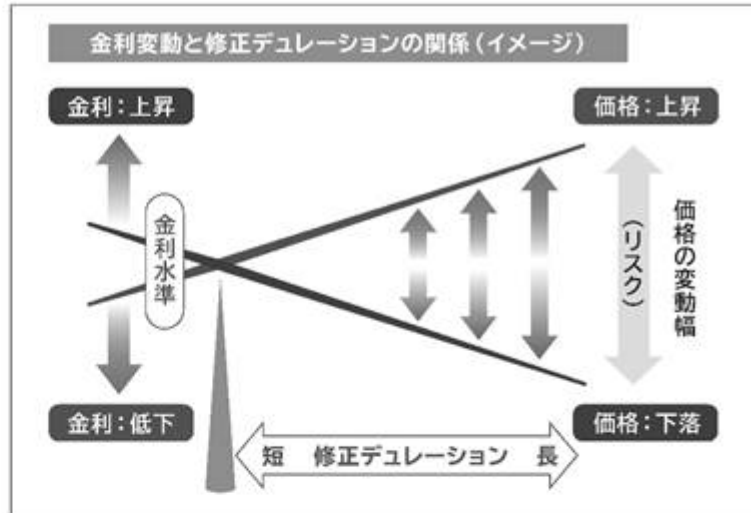 金利変動と修正デュレーションの関係（イメージ）
金利：上昇
価格：上昇
金利水準
価格の変動幅
（リスク）
金利：低下
価格：下落
短 修正デュレーション 長